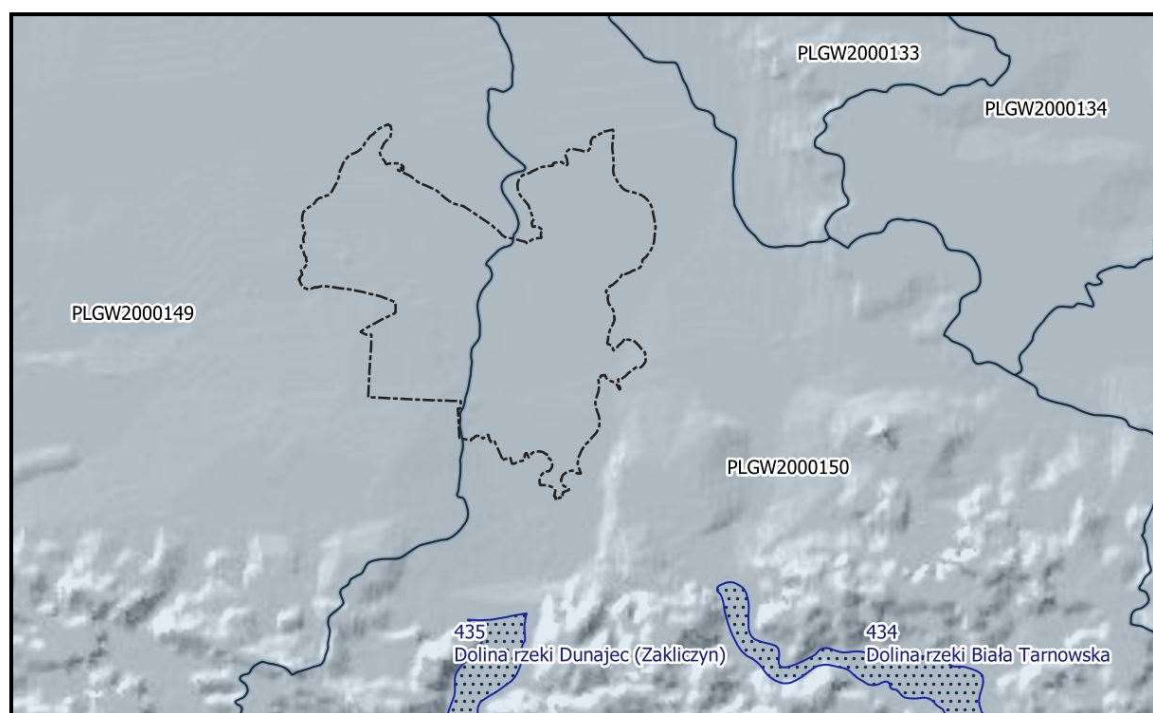 PLGW2000133
PLGW2000134
PLGW2000149
PLGW2000150
435
Dolina rzeki Dunajec (Zakliczyn)
434
Dolina rzeki Biała Tarnowska